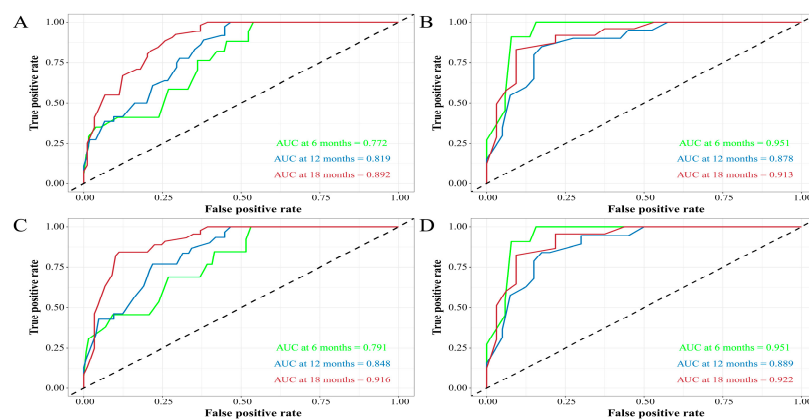 A
True positive rate
1.00
0.75
0.50
0.25
0.00
AUC at 6 months = 0.772
AUC at 12 months = 0.819
AUC at 18 months = 0.892
0.00
0.25
0.50
0.75
1.00
False positive rate
B
True positive rate
1.00
0.75
0.50
0.25
0.00
AUC at 6 months = 0.951
AUC at 12 months = 0.878
AUC at 18 months = 0.913
0.00
0.25
0.50
0.75
1.00
False positive rate
C
True positive rate
1.00
0.75
0.50
0.25
0.00
AUC at 6 months = 0.791
AUC at 12 months = 0.848
AUC at 18 months = 0.916
0.00
0.25
0.50
0.75
1.00
False positive rate
D
True positive rate
1.00
0.75
0.50
0.25
0.00
AUC at 6 months = 0.951
AUC at 12 months = 0.889
AUC at 18 months = 0.922
0.00
0.25
0.50
0.75
1.00
False positive rate